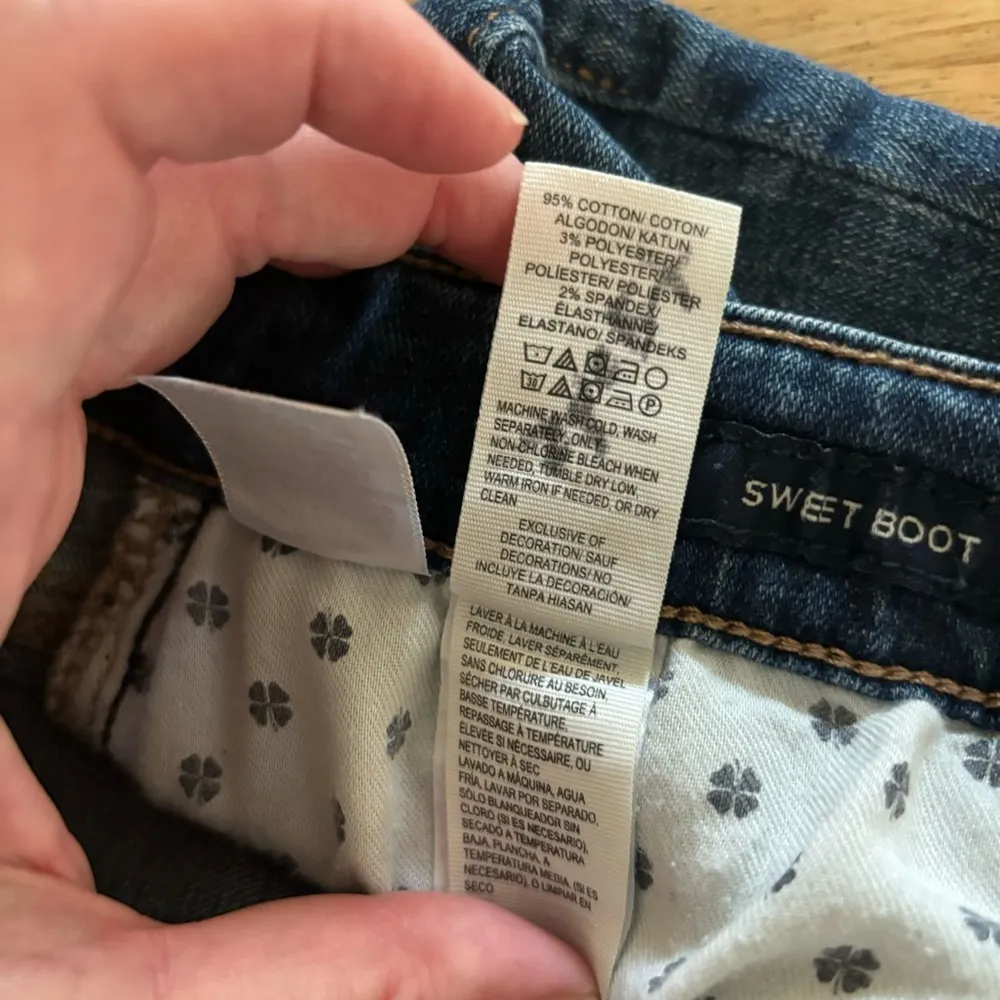 95% COTTON/ COTON/
ALGODON/ KATUN
3% POLYESTER/
POLYESTER/
POLÍESTER/ POLIESTER
2% SPANDEX/
ÉLASTHANNE/
ELASTANO/ SPANDEKS
30
P
MACHINE WASH COLD, WASH
SEPARATELY, ONLY
NON-CHLORINE BLEACH WHEN
NEEDED, TUMBLE DRY LOW,
WARM IRON IF NEEDED, OR DRY
CLEAN
EXCLUSIVE OF
DECORATION/ SAUF
DECORATIONS/ NO
INCLUYE LA DECORACIÓN/
TANPA HIASAN
LAVER À LA MACHINE À L'EAU
FROIDE, LAVER SÉPARÉMENT,
SEULEMENT DE L'EAU DE JAVEL
SANS CHLORURE AU BESOIN,
SÉCHER PAR CULBUTAGE À
BASSE TEMPÉRATURE,
REPASSAGE À TEMPÉRATURE
ÉLEVÉE SI NÉCESSAIRE, OU
NETTOYER À SEC
LAVADO A MÁQUINA, AGUA
FRÍA, LAVAR POR SEPARADO,
SÓLO BLANQUEADOR SIN
CLORO (SI ES NECESARIO),
SECADO A TEMPERATURA
BAJA, PLANCHA, A
TEMPERATURA MEDIA, (SI ES
NECESARIO), O LIMPIAR EN
SECO
SWEET BOOT